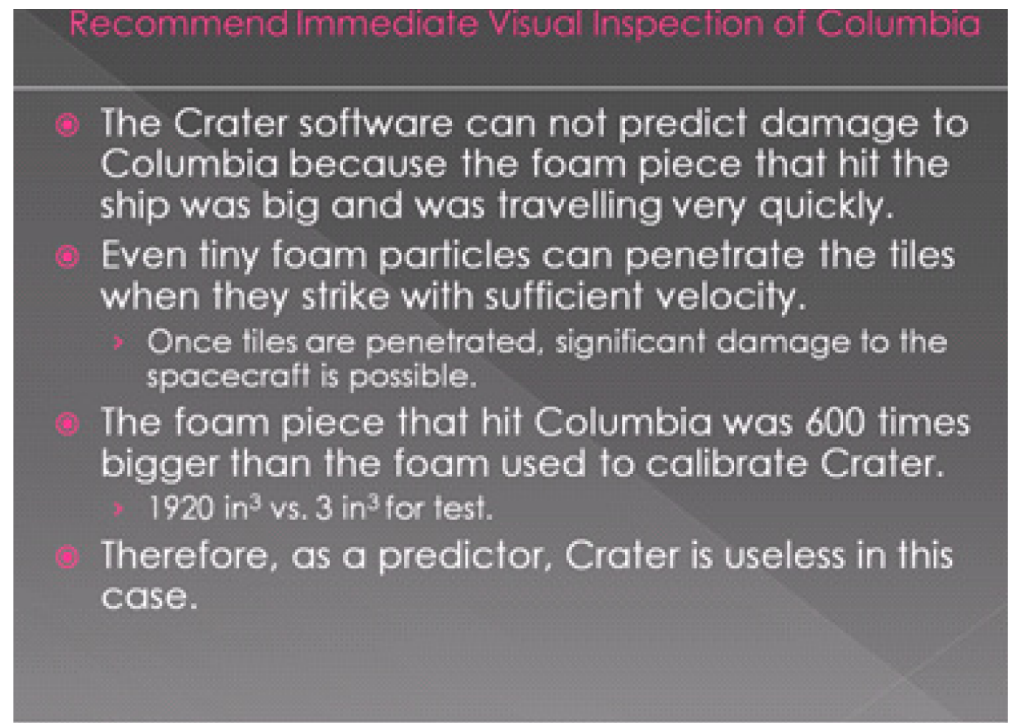 Recommend Immediate Visual Inspection of Columbia
The Crater software can not predict damage to
Columbia because the foam piece that hit the
ship was big and was travelling very quickly.
Even tiny foam particles can penetrate the tiles
when they strike with sufficient velocity.
Once tiles are penetrated, significant damage to the
spacecraft is possible.
The foam piece that hit Columbia was 600 times
bigger than the foam used to calibrate Crater.
1920 in³ vs. 3 in³ for test.
Therefore, as a predictor, Crater is useless in this
case.